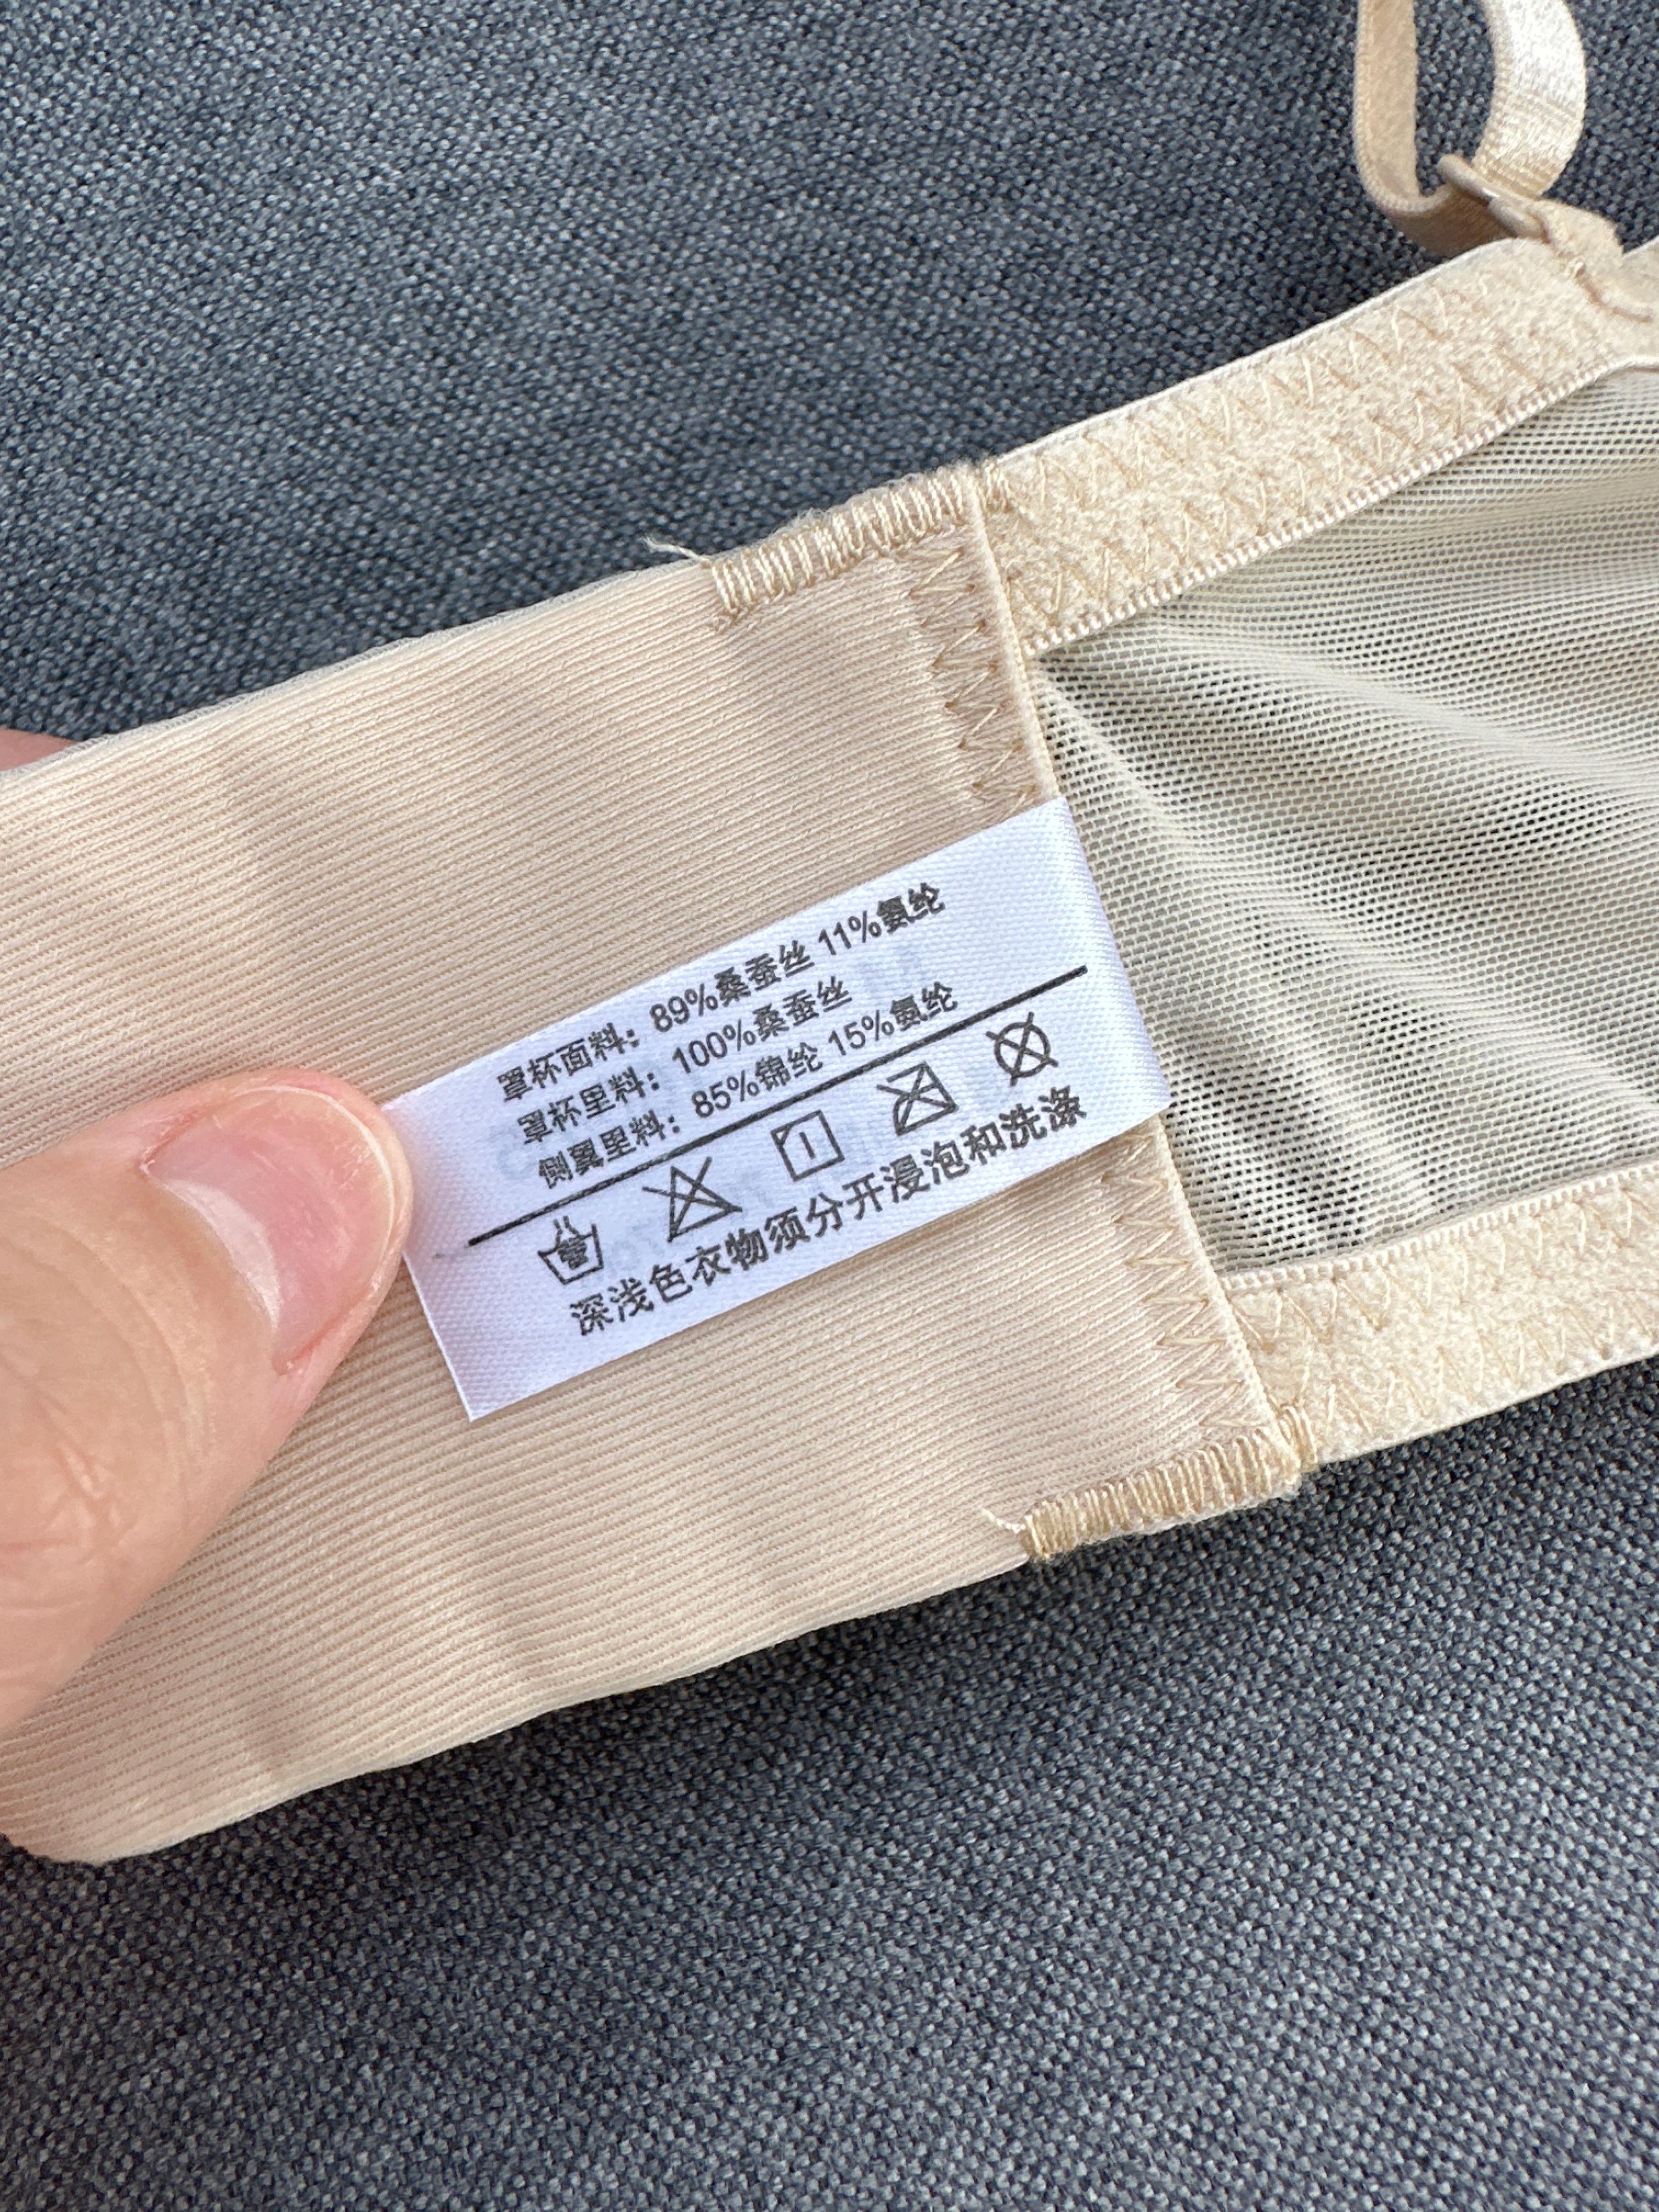 罩杯面料：89%桑蚕丝 11%氨纶
罩杯里料：100%桑蚕丝
侧翼里料：85%锦纶 15%氨纶
深浅色衣物须分开浸泡和洗涤